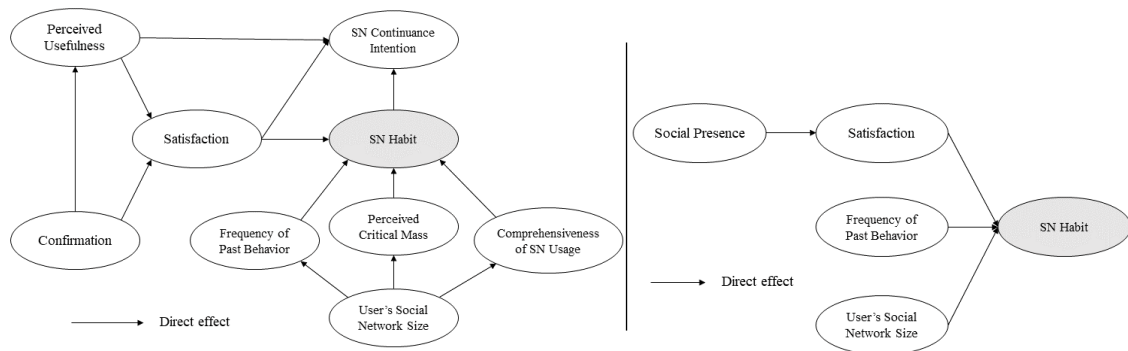 Perceived
Usefulness
SN Continuance
Intention
Satisfaction
SN Habit
Confirmation
Frequency of
Past Behavior
Perceived
Critical Mass
Comprehensiveness
of SN Usage
User's Social
Network Size
Direct effect
Social Presence
Satisfaction
Frequency of
Past Behavior
SN Habit
Direct effect
User's Social
Network Size